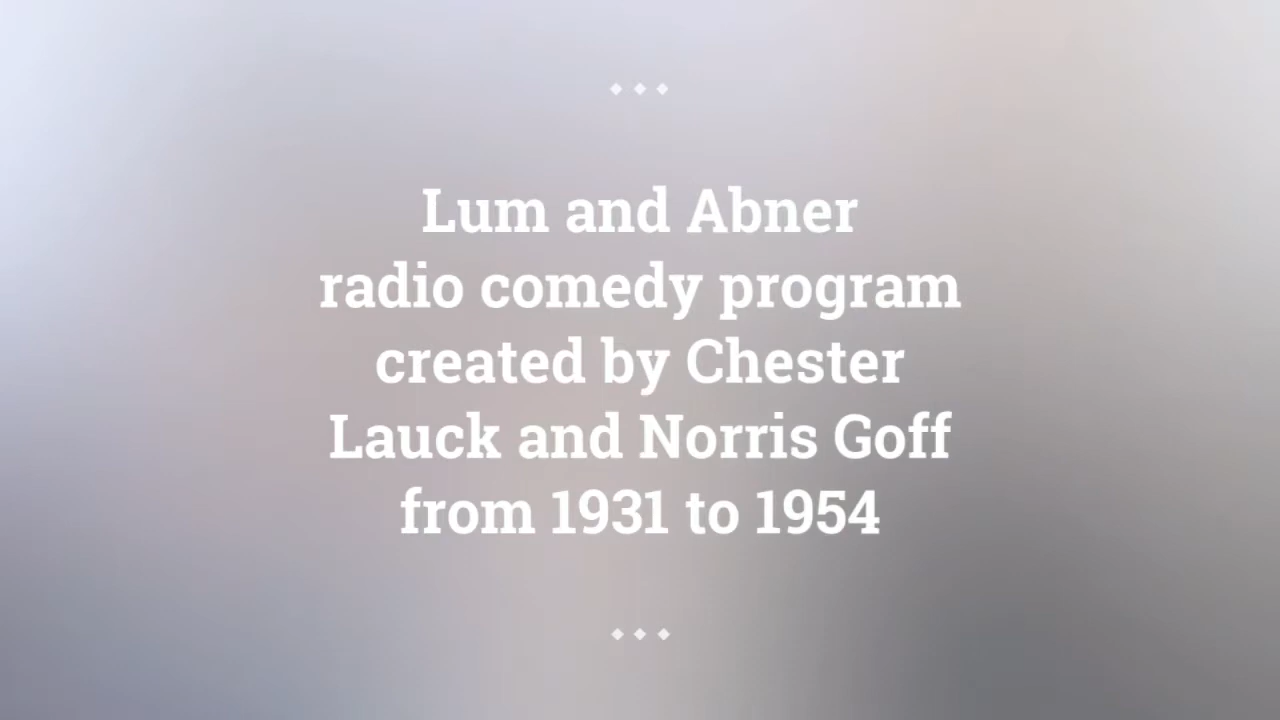 Lum and Abner
radio comedy program
created by Chester
Lauck and Norris Goff
from 1931 to 1954